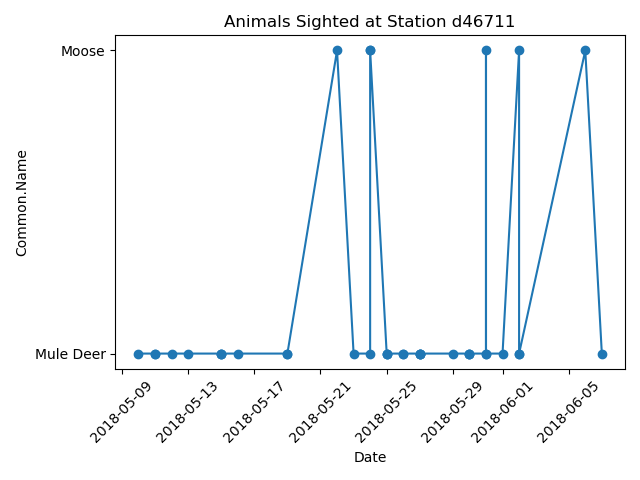 Animals Sighted at Station d46711
Moose
Mule Deer
Common.Name
2018-05-09
2018-05-13
2018-05-17
2018-05-21
2018-05-25
2018-05-29
2018-06-01
2018-06-05
Date